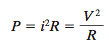 P = i²R = V²/R